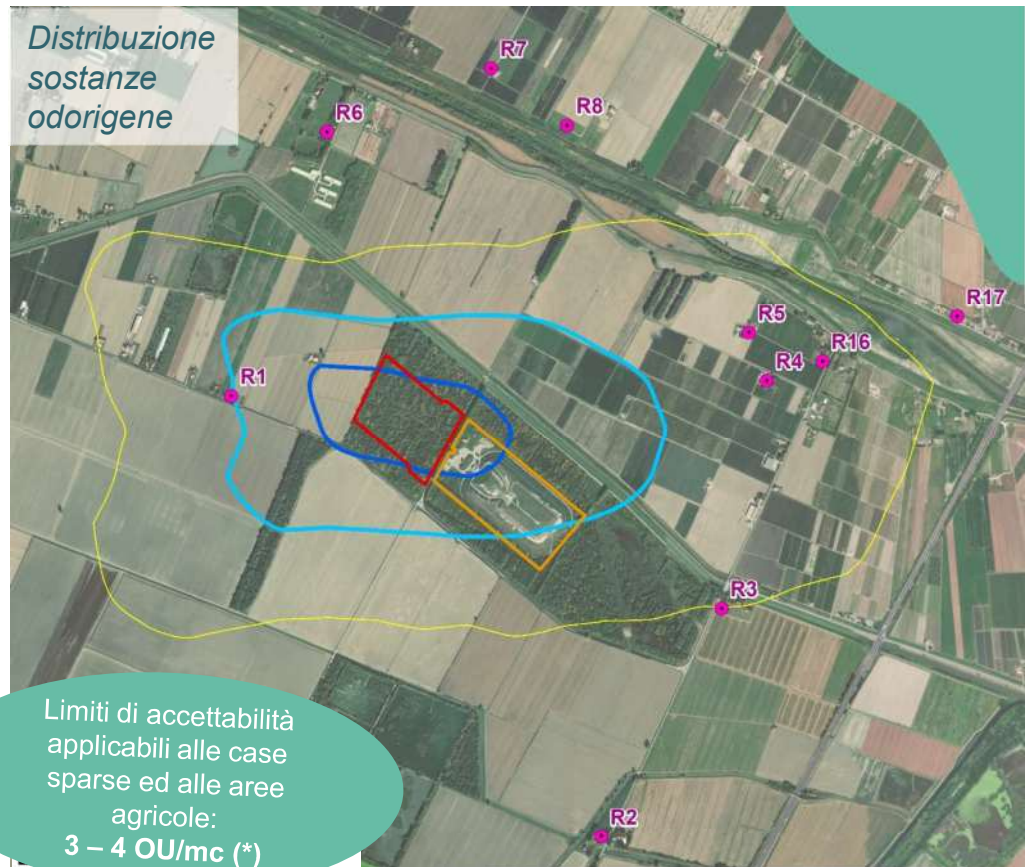 Distribuzione
sostanze
odorigene
R7
R8
R6
R17
R5
R16
R4
R1
R3
R2
Limiti di accettabilità
applicabili alle case
sparse ed alle aree
agricole:
3 – 4 OU/mc (*)